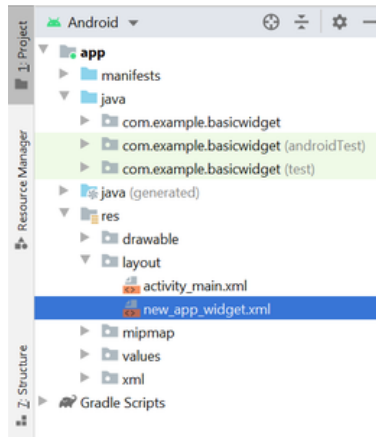 Android
1: Project
app
manifests
java
com.example.basicwidget
com.example.basicwidget (androidTest)
com.example.basicwidget (test)
java (generated)
res
drawable
layout
activity_main.xml
new_app_widget.xml
mipmap
values
xml
Gradle Scripts
Resource Manager
7: Structure